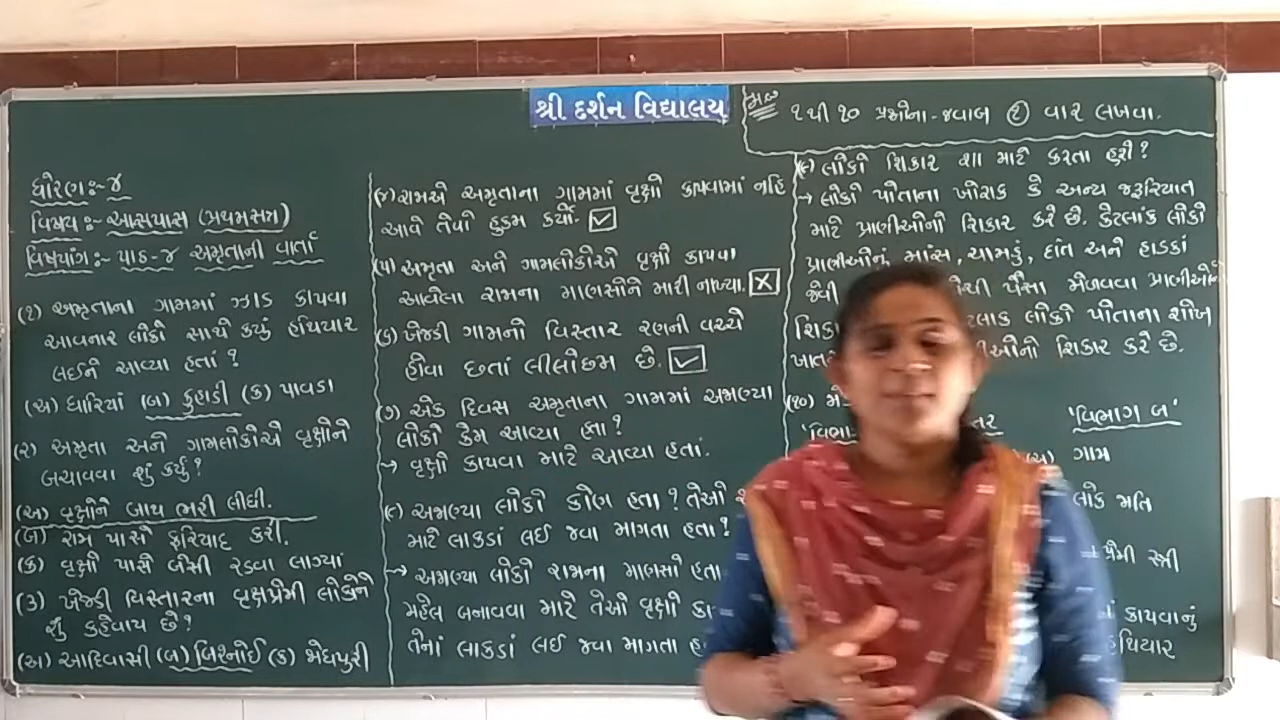 શ્રી દર્શન વિદ્યાલય
૧ થી ૧૦ પ્રશ્નોના જવાબ ② વાર લખવા.
ધોરણઃ-૪
વિષયઃ- આસપાસ (પ્રથમસત્ર)
વિષયાંગઃ- પાઠ-૪ અમૃતાની વાર્તા
(૧) અમૃતાના ગામમાં ઝાડ કાપવા
આવનાર લોકો સાથે કયું હથિયાર
લઈને આવ્યા હતાં ?
(અ) ધારિયાં (બ) કુહાડી (ક) પાવડા
(૨) અમૃતા અને ગામલોકોએ વૃક્ષોને
બચાવવા શું કર્યું ?
(અ) વૃક્ષોને બાથ ભરી લીધી.
(બ) રાજા પાસે ફરિયાદ કરી.
(ક) વૃક્ષો પાસે બેસી રડવા લાગ્યાં
(૩) ખેજડી વિસ્તારના વૃક્ષપ્રેમી લોકોને
શું કહેવાય છે ?
(અ) આદિવાસી (બ) બિશ્નોઈ (ક) મેઘપુરી
(૪) રાજાએ અમૃતાના ગામમાં વૃક્ષો કાપવામાં નહિ
આવે તેવો હુકમ કર્યો. ✓
(૫) અમૃતા અને ગામલોકોએ વૃક્ષો કાપવા
આવેલા રાજાના માણસોને મારી નાખ્યા. ✗
(૬) ખેજડી ગામનો વિસ્તાર રણની વચ્ચે
હોવા છતાં લીલોછમ છે. ✓
(૭) એક દિવસ અમૃતાના ગામમાં અજાણ્યા
લોકો કેમ આવ્યા હતા ?
→ વૃક્ષો કાપવા માટે આવ્યા હતાં.
(૮) અજાણ્યા લોકો કોણ હતા ? તેઓ
માટે લાકડાં લઈ જવા માગતા હતા ?
→ અજાણ્યા લોકો રાજાના માણસો હતા
મહેલ બનાવવા માટે તેઓ વૃક્ષો
તેનાં લાકડાં લઈ જવા માગતા
(૯) લોકો શિકાર શા માટે કરતા હશે ?
→ લોકો પોતાના ખોરાક કે અન્ય જરૂરિયાત
માટે પ્રાણીઓનો શિકાર કરે છે. કેટલાક લોકો
પ્રાણીઓનું માંસ, ચામડું, દાંત અને હાડકાં
જેવી પૈસા મેળવવા
લોકો પોતાના શોખ
શિકાર કરે છે.
(૧૦)
'વિભાગ બ'
(અ) ગામ
લોક મતિ
પ્રેમી સ્ત્રી
કાપવાનું
હથિયાર